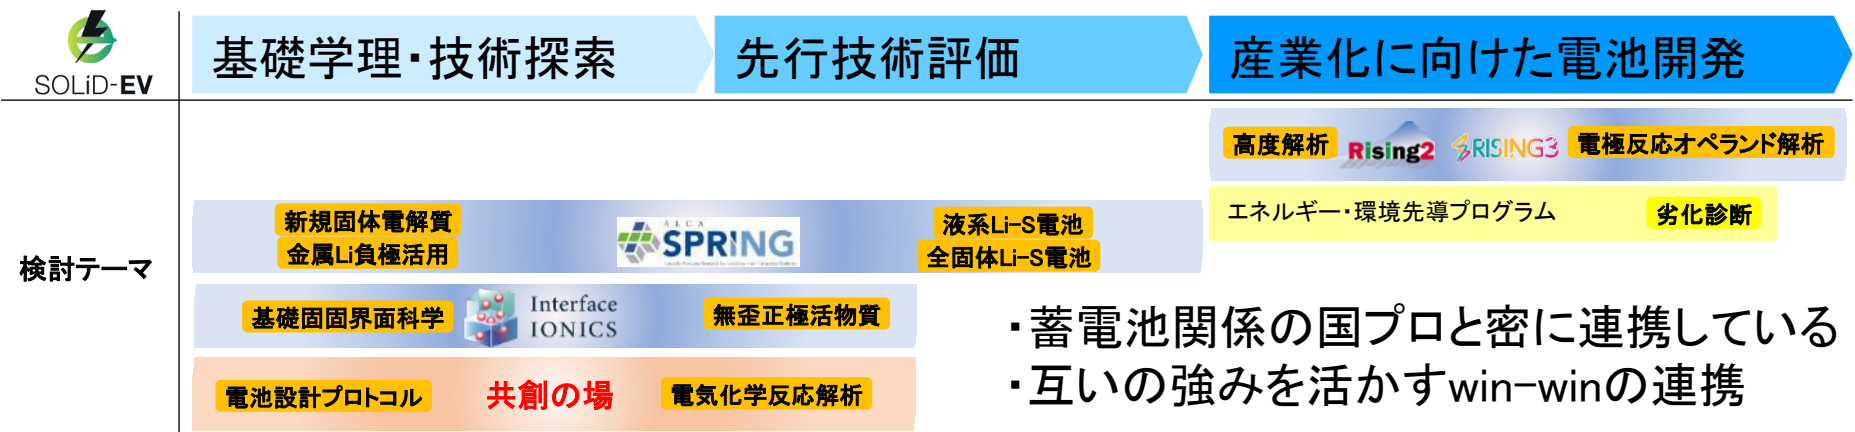 SOLiD-EV
基礎学理・技術探索
先行技術評価
産業化に向けた電池開発
検討テーマ
高度解析
Rising2
RISING3
電極反応オペランド解析
エネルギー・環境先導プログラム
劣化診断
新規固体電解質
金属Li負極活用
ALCA
SPRING
液系Li-S電池
全固体Li-S電池
基礎固固界面科学
Interface
IONICS
無歪正極活物質
電池設計プロトコル
共創の場
電気化学反応解析
・蓄電池関係の国プロと密に連携している
・互いの強みを活かすwin-winの連携